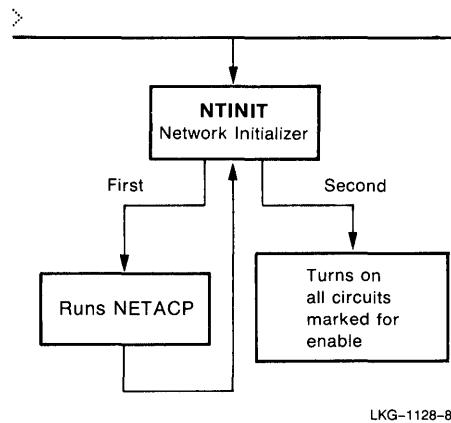 NTINIT
Network Initializer
First
Second
Runs NETACP
Turns on
all circuits
marked for
enable
LKG-1128-8